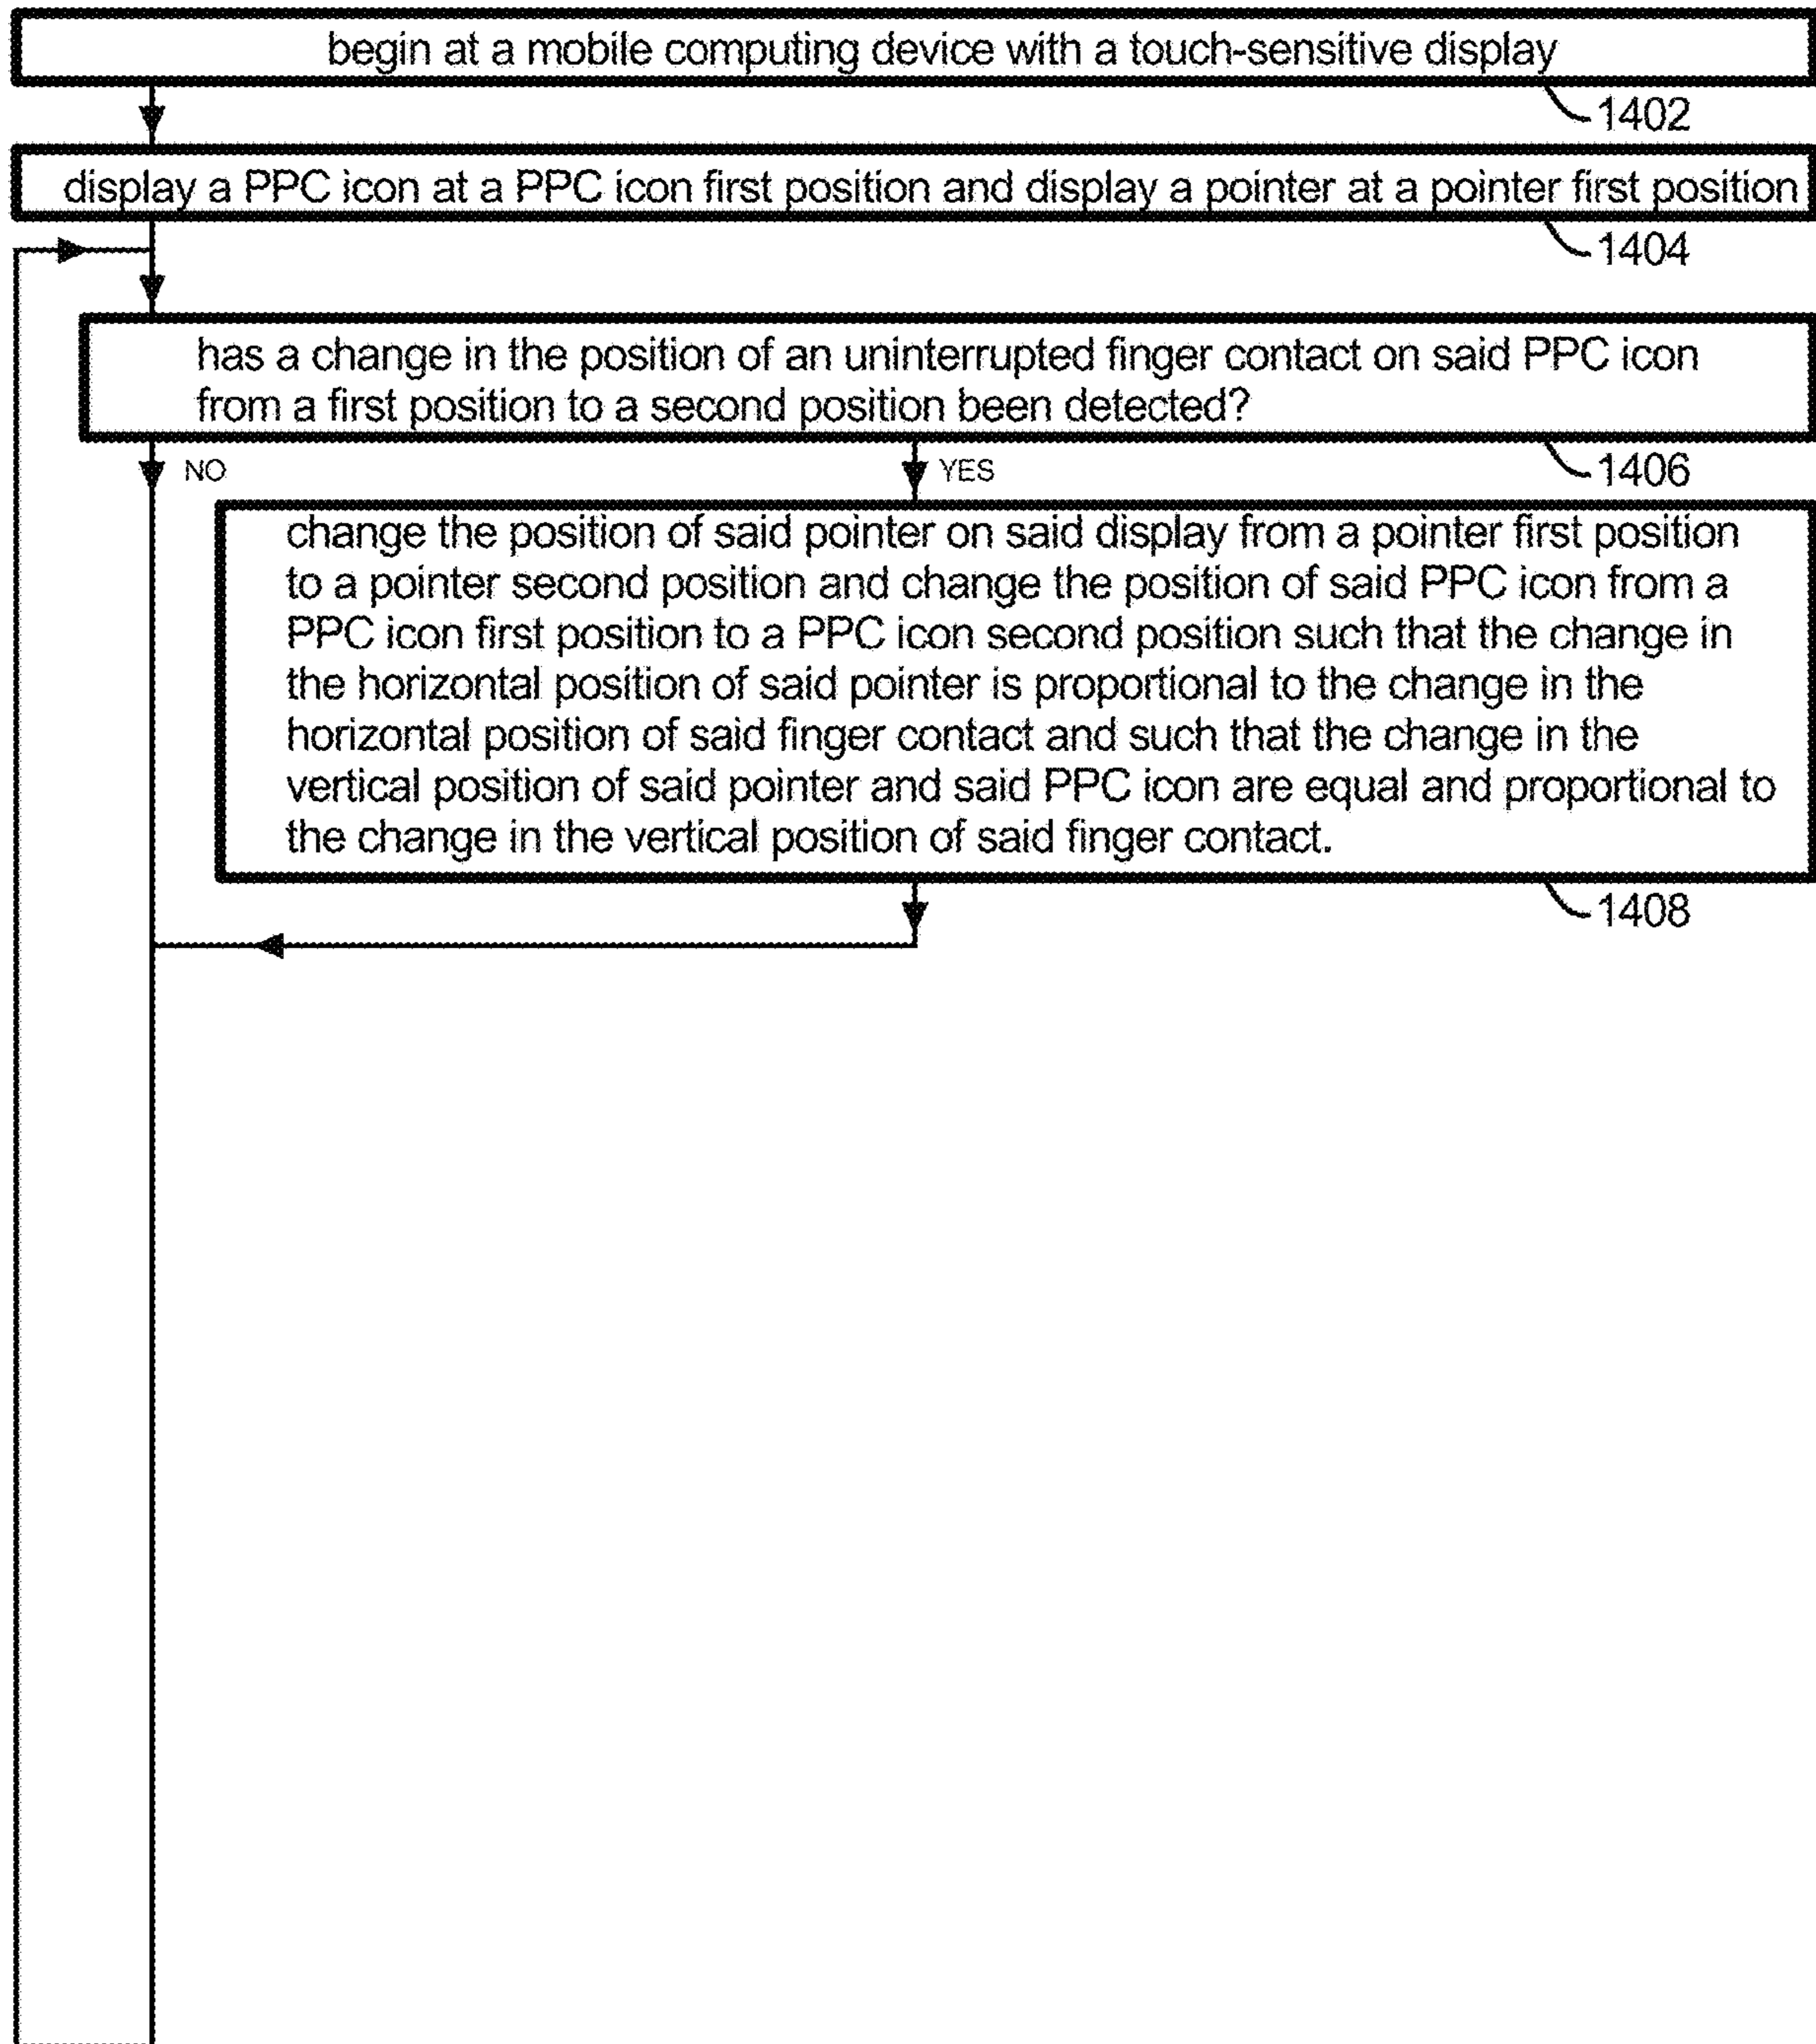 begin at a mobile computing device with a touch-sensitive display
1402
display a PPC icon at a PPC icon first position and display a pointer at a pointer first position
1404
has a change in the position of an uninterrupted finger contact on said PPC icon
from a first position to a second position been detected?
NO
YES
1406
change the position of said pointer on said display from a pointer first position
to a pointer second position and change the position of said PPC icon from a
PPC icon first position to a PPC icon second position such that the change in
the horizontal position of said pointer is proportional to the change in the
horizontal position of said finger contact and such that the change in the
vertical position of said pointer and said PPC icon are equal and proportional to
the change in the vertical position of said finger contact.
1408